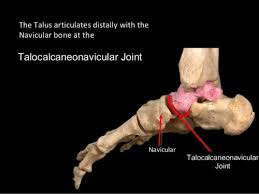 The Talus articulates distally with the
Navicular bone at the
Talocalcaneonavicular Joint
Navicular
Talocalcaneonavicular
Joint